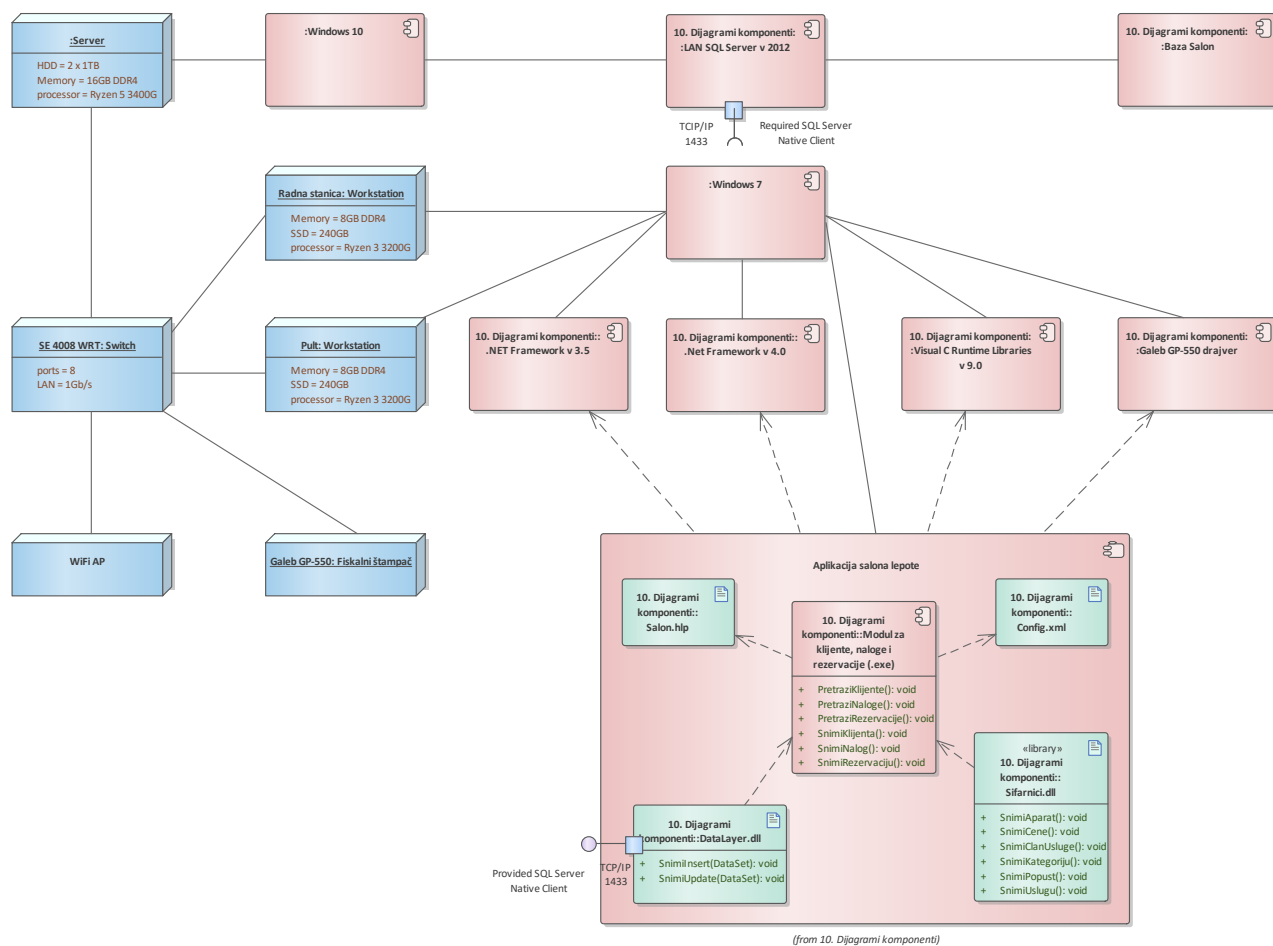 :Server
HDD = 2 x 1TB
Memory = 16GB DDR4
processor = Ryzen 5 3400G
:Windows 10
10. Dijagrami komponenti:
:LAN SQL Server v 2012
10. Dijagrami komponenti:
:Baza Salon
TCIP/IP
1433
Required SQL Server
Native Client
Radna stanica: Workstation
Memory = 8GB DDR4
SSD = 240GB
processor = Ryzen 3 3200G
:Windows 7
SE 4008 WRT: Switch
ports = 8
LAN = 1Gb/s
Pult: Workstation
Memory = 8GB DDR4
SSD = 240GB
processor = Ryzen 3 3200G
10. Dijagrami komponenti::
.NET Framework v 3.5
10. Dijagrami komponenti::
.Net Framework v 4.0
10. Dijagrami komponenti:
:Visual C Runtime Libraries
v 9.0
10. Dijagrami komponenti:
:Galeb GP-550 drajver
WiFi AP
Galeb GP-550: Fiskalni štampač
Aplikacija salona lepote
10. Dijagrami
komponenti::
Salon.hlp
10. Dijagrami
komponenti::Modul za
klijente, naloge i
rezervacije (.exe)
+ PretraziKlijente(): void
+ PretraziNaloge(): void
+ PretraziRezervacije(): void
+ SnimiKlijenta(): void
+ SnimiNalog(): void
+ SnimiRezervaciju(): void
10. Dijagrami
komponenti::
Config.xml
«library»
10. Dijagrami
komponenti::
Sifarnici.dll
+ SnimiAparat(): void
+ SnimiCene(): void
+ SnimiClanUsluge(): void
+ SnimiKategoriju(): void
+ SnimiPopust(): void
+ SnimiUslugu(): void
10. Dijagrami
komponenti::DataLayer.dll
+ SnimiInsert(DataSet): void
+ SnimiUpdate(DataSet): void
TCP/IP
1433
Provided SQL Server
Native Client
(from 10. Dijagrami komponenti)